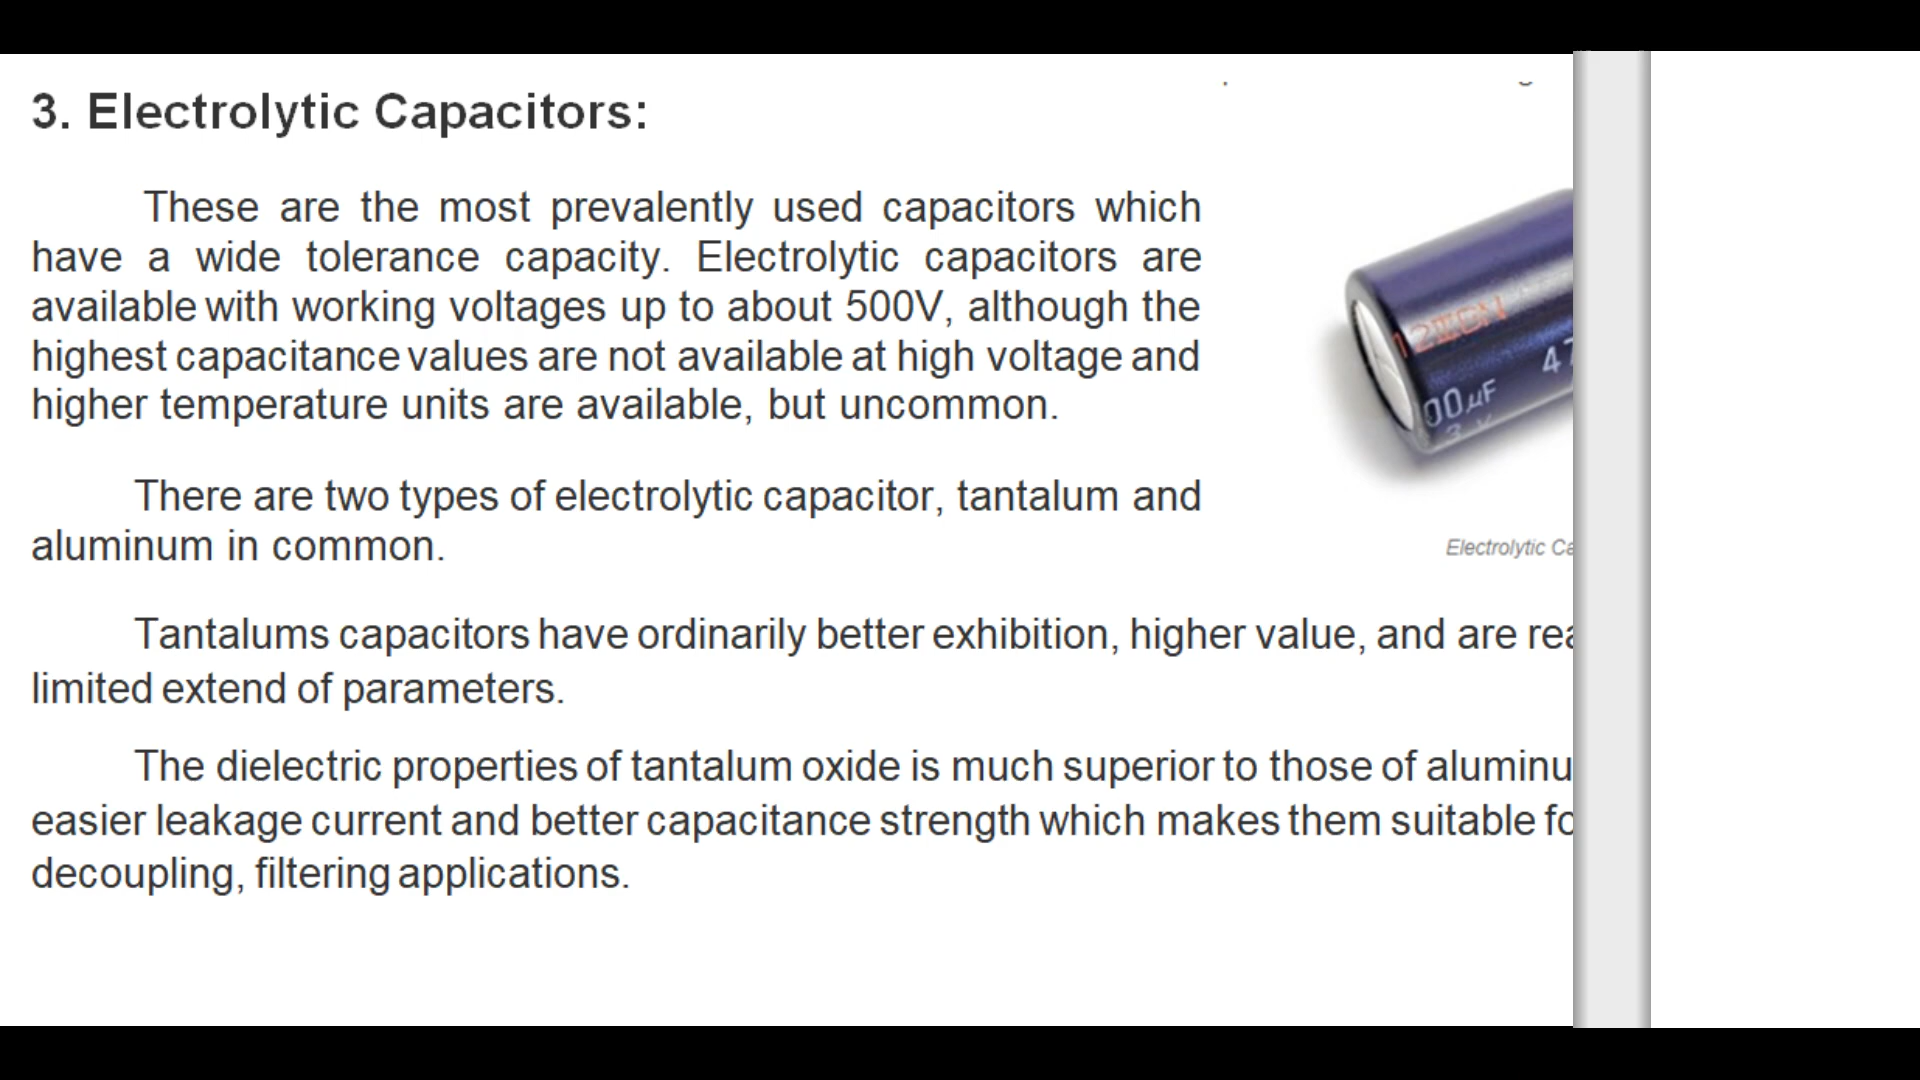 3. Electrolytic Capacitors:
These are the most prevalently used capacitors which
have a wide tolerance capacity. Electrolytic capacitors are
available with working voltages up to about 500V, although the
highest capacitance values are not available at high voltage and
higher temperature units are available, but uncommon.
There are two types of electrolytic capacitor, tantalum and
aluminum in common.
00µF
Electrolytic
Tantalums capacitors have ordinarily better exhibition, higher value, and are
limited extend of parameters.
The dielectric properties of tantalum oxide is much superior to those of
easier leakage current and better capacitance strength which makes them suitable
decoupling, filtering applications.